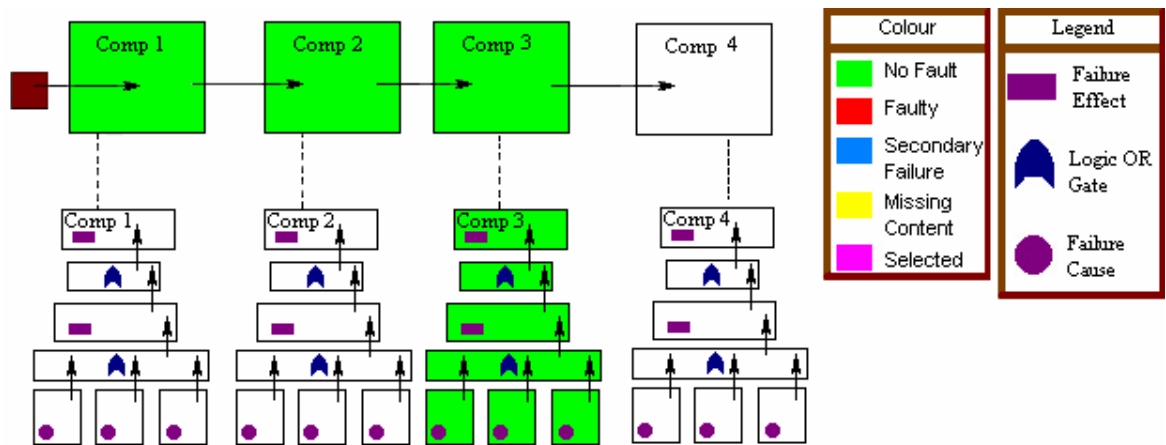 Comp 1
Comp 2
Comp 3
Comp 4
Comp 1
Comp 2
Comp 3
Comp 4
Colour
No Fault
Faulty
Secondary
Failure
Missing
Content
Selected
Legend
Failure
Effect
Logic OR
Gate
Failure
Cause